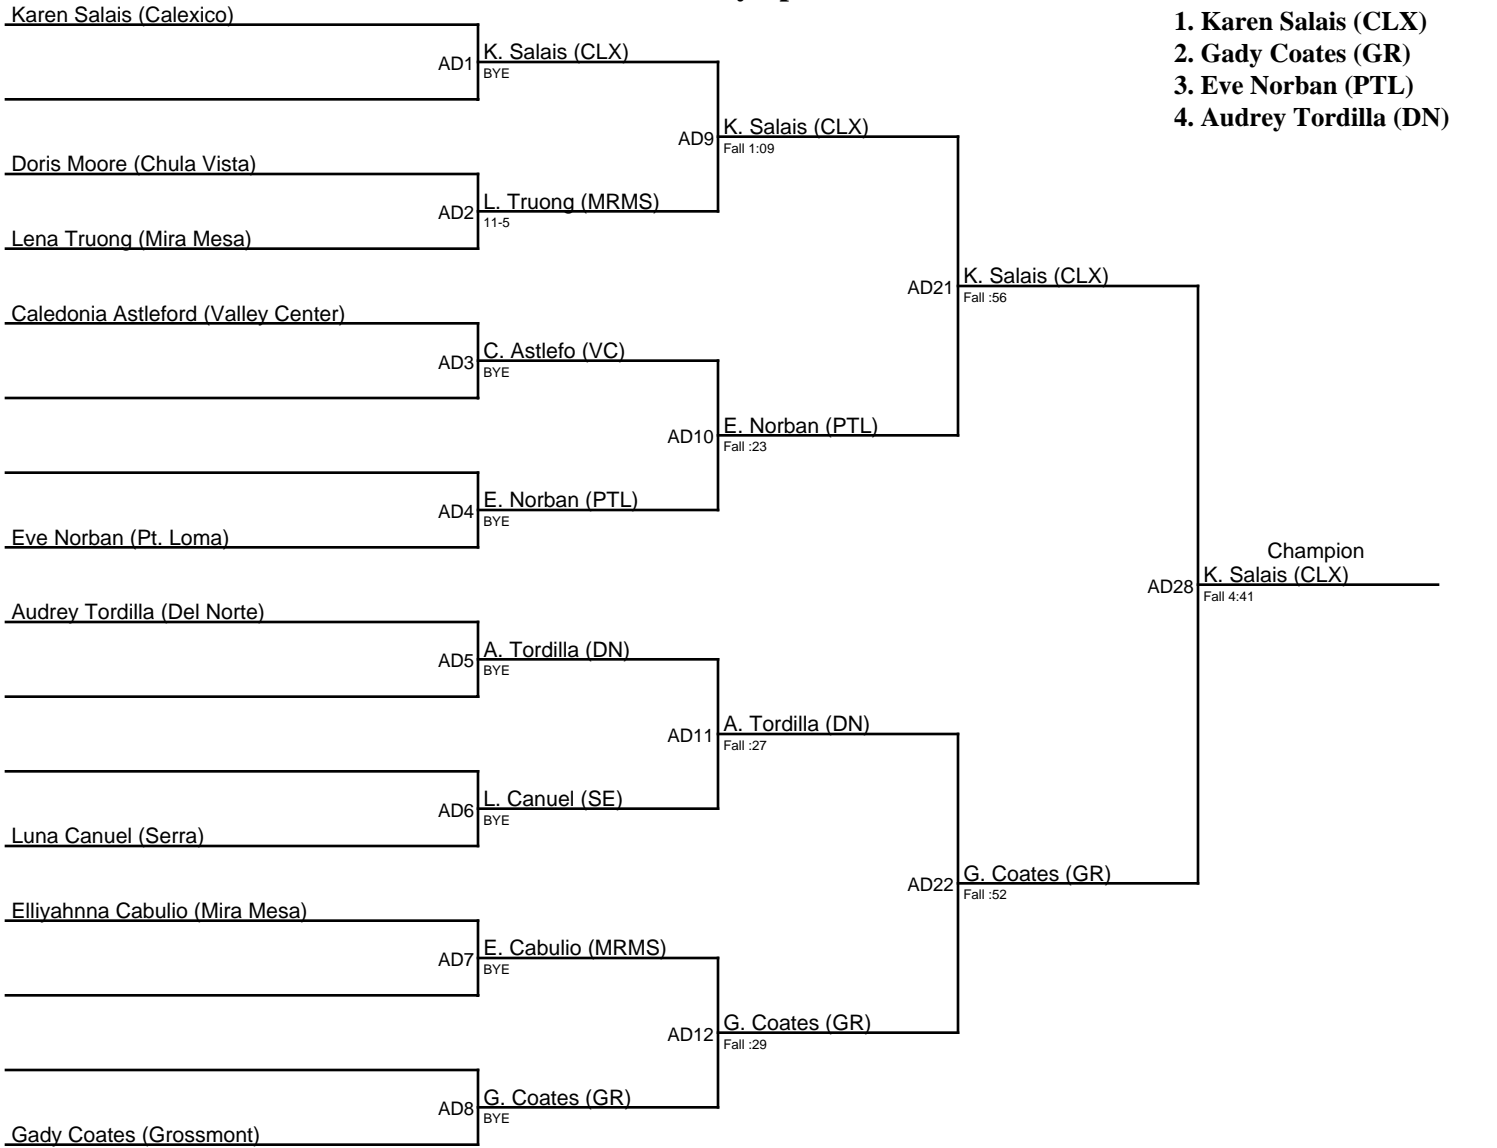 1. Karen Salais (CLX)
2. Gady Coates (GR)
3. Eve Norban (PTL)
4. Audrey Tordilla (DN)
Karen Salais (Calexico)
AD1
K. Salais (CLX)
BYE
AD9
K. Salais (CLX)
Fall 1:09
Doris Moore (Chula Vista)
AD2
L. Truong (MRMS)
11-5
Lena Truong (Mira Mesa)
AD21
K. Salais (CLX)
Fall :56
Caledonia Astleford (Valley Center)
AD3
C. Astlefo (VC)
BYE
AD10
E. Norban (PTL)
Fall :23
AD4
E. Norban (PTL)
BYE
Eve Norban (Pt. Loma)
Champion
AD28
K. Salais (CLX)
Fall 4:41
Audrey Tordilla (Del Norte)
AD5
A. Tordilla (DN)
BYE
AD11
A. Tordilla (DN)
Fall :27
AD6
L. Canuel (SE)
BYE
Luna Canuel (Serra)
AD22
G. Coates (GR)
Fall :52
Elliyahnna Cabulio (Mira Mesa)
AD7
E. Cabulio (MRMS)
BYE
AD12
G. Coates (GR)
Fall :29
AD8
G. Coates (GR)
BYE
Gady Coates (Grossmont)